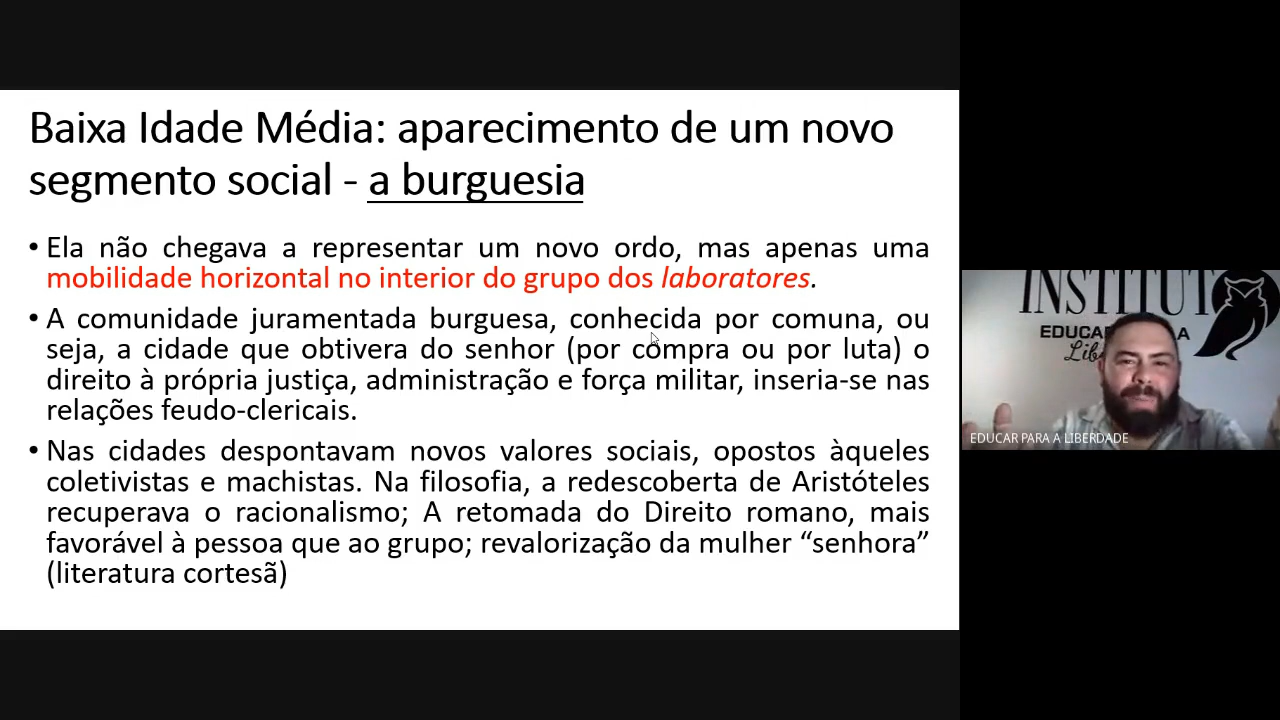 Baixa Idade Média: aparecimento de um novo
segmento social - a burguesia
• Ela não chegava a representar um novo ordo, mas apenas uma
mobilidade horizontal no interior do grupo dos laboratores.
• A comunidade juramentada burguesa, conhecida por comuna, ou
seja, a cidade que obtivera do senhor (por compra ou por luta) o
direito à própria justiça, administração e força militar, inseria-se nas
relações feudo-clericais.
• Nas cidades despontavam novos valores sociais, opostos àqueles
coletivistas e machistas. Na filosofia, a redescoberta de Aristóteles
recuperava o racionalismo; A retomada do Direito romano, mais
favorável à pessoa que ao grupo; revalorização da mulher “senhora”
(literatura cortesã)
INSTITUT
EDUCAR A
EDUCAR PARA A LIBERDADE